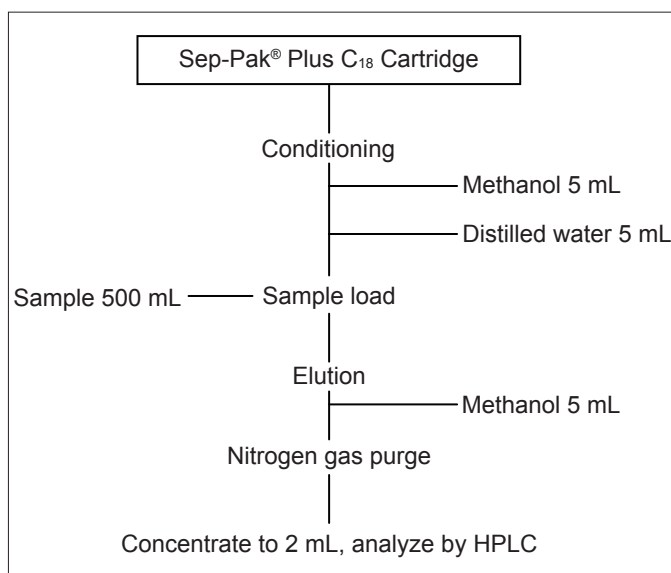 Sep-Pak® Plus C₁₈ Cartridge
Conditioning
Methanol 5 mL
Distilled water 5 mL
Sample 500 mL
Sample load
Elution
Methanol 5 mL
Nitrogen gas purge
Concentrate to 2 mL, analyze by HPLC